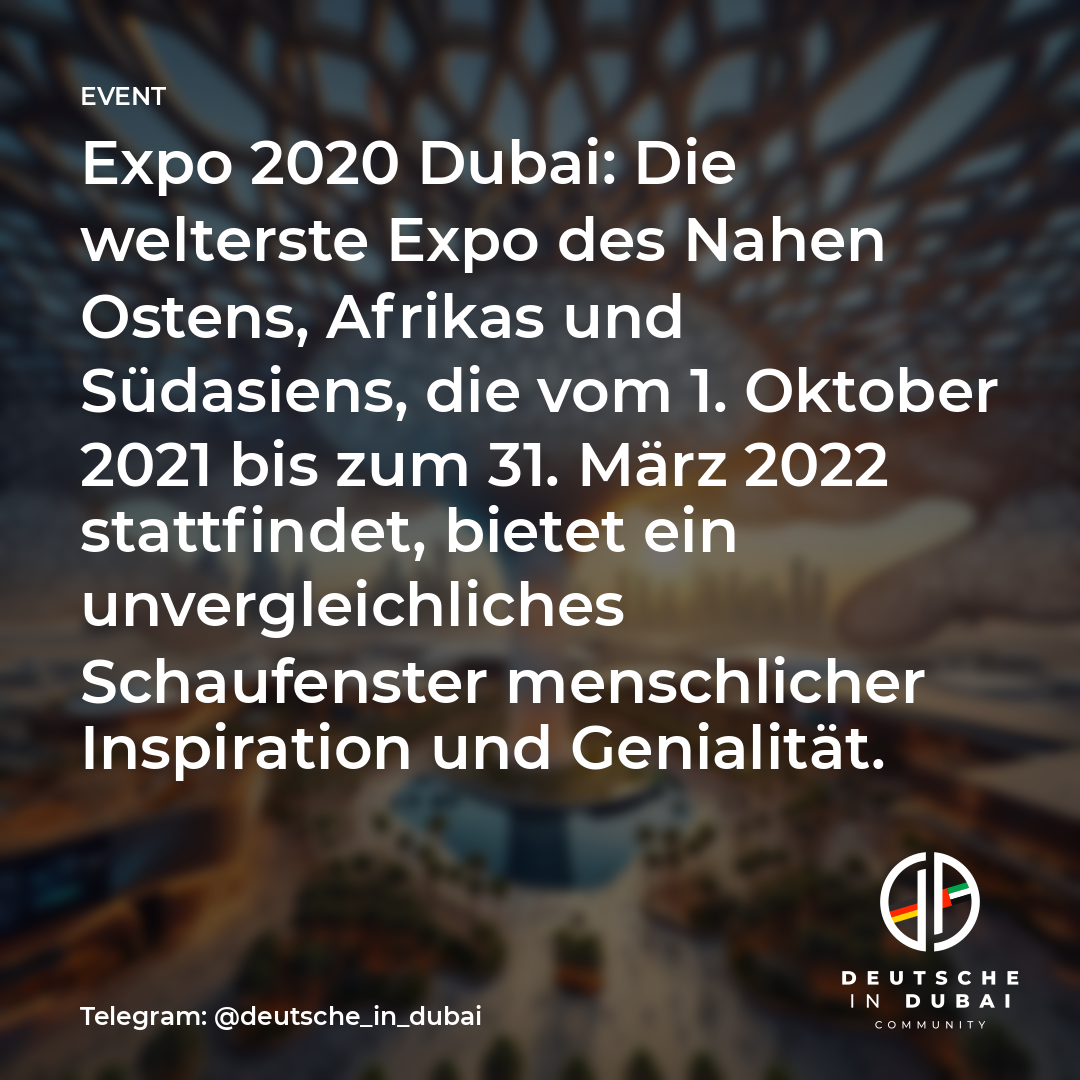 EVENT
Expo 2020 Dubai: Die
welterste Expo des Nahen
Ostens, Afrikas und
Südasiens, die vom 1. Oktober
2021 bis zum 31. März 2022
stattfindet, bietet ein
unvergleichliches
Schaufenster menschlicher
Inspiration und Genialität.
DEUTSCHE
IN DUBAI
COMMUNITY
Telegram: @deutsche_in_dubai